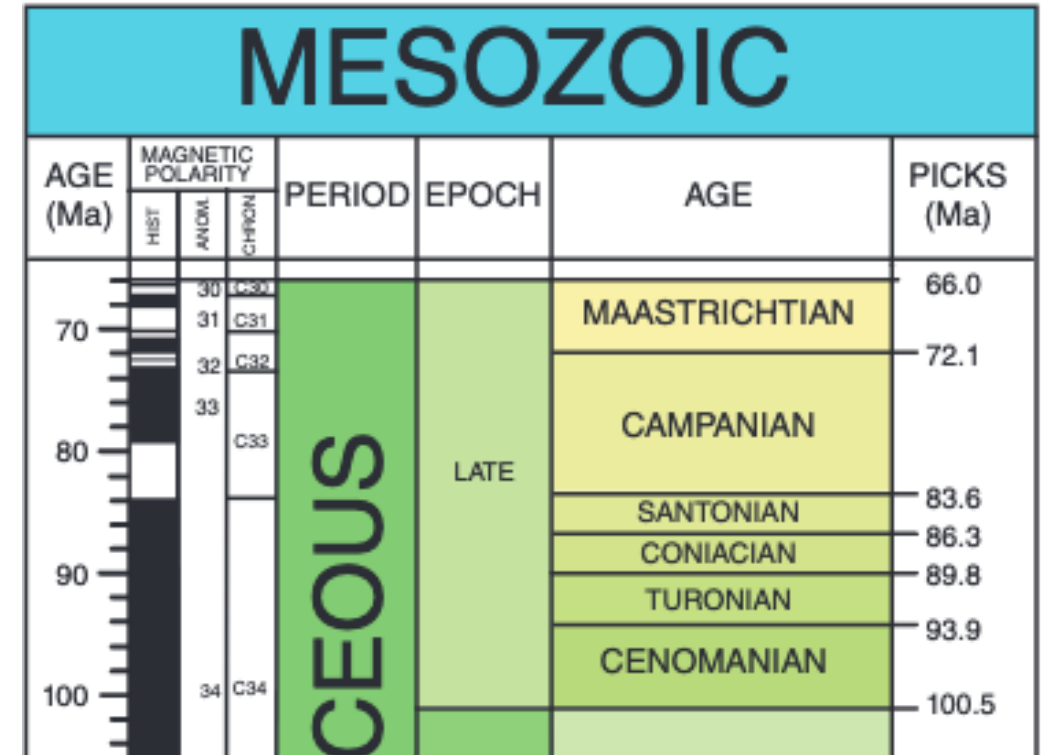 MESOZOIC
AGE
(Ma)
MAGNETIC
POLARITY
HIST
ANOM.
CHRON.
PERIOD
EPOCH
AGE
PICKS
(Ma)
70
80
90
100
30
31
32
33
34
C30
C31
C32
C33
C34
CEOUS
LATE
MAASTRICHTIAN
CAMPANIAN
SANTONIAN
CONIACIAN
TURONIAN
CENOMANIAN
66.0
72.1
83.6
86.3
89.8
93.9
100.5